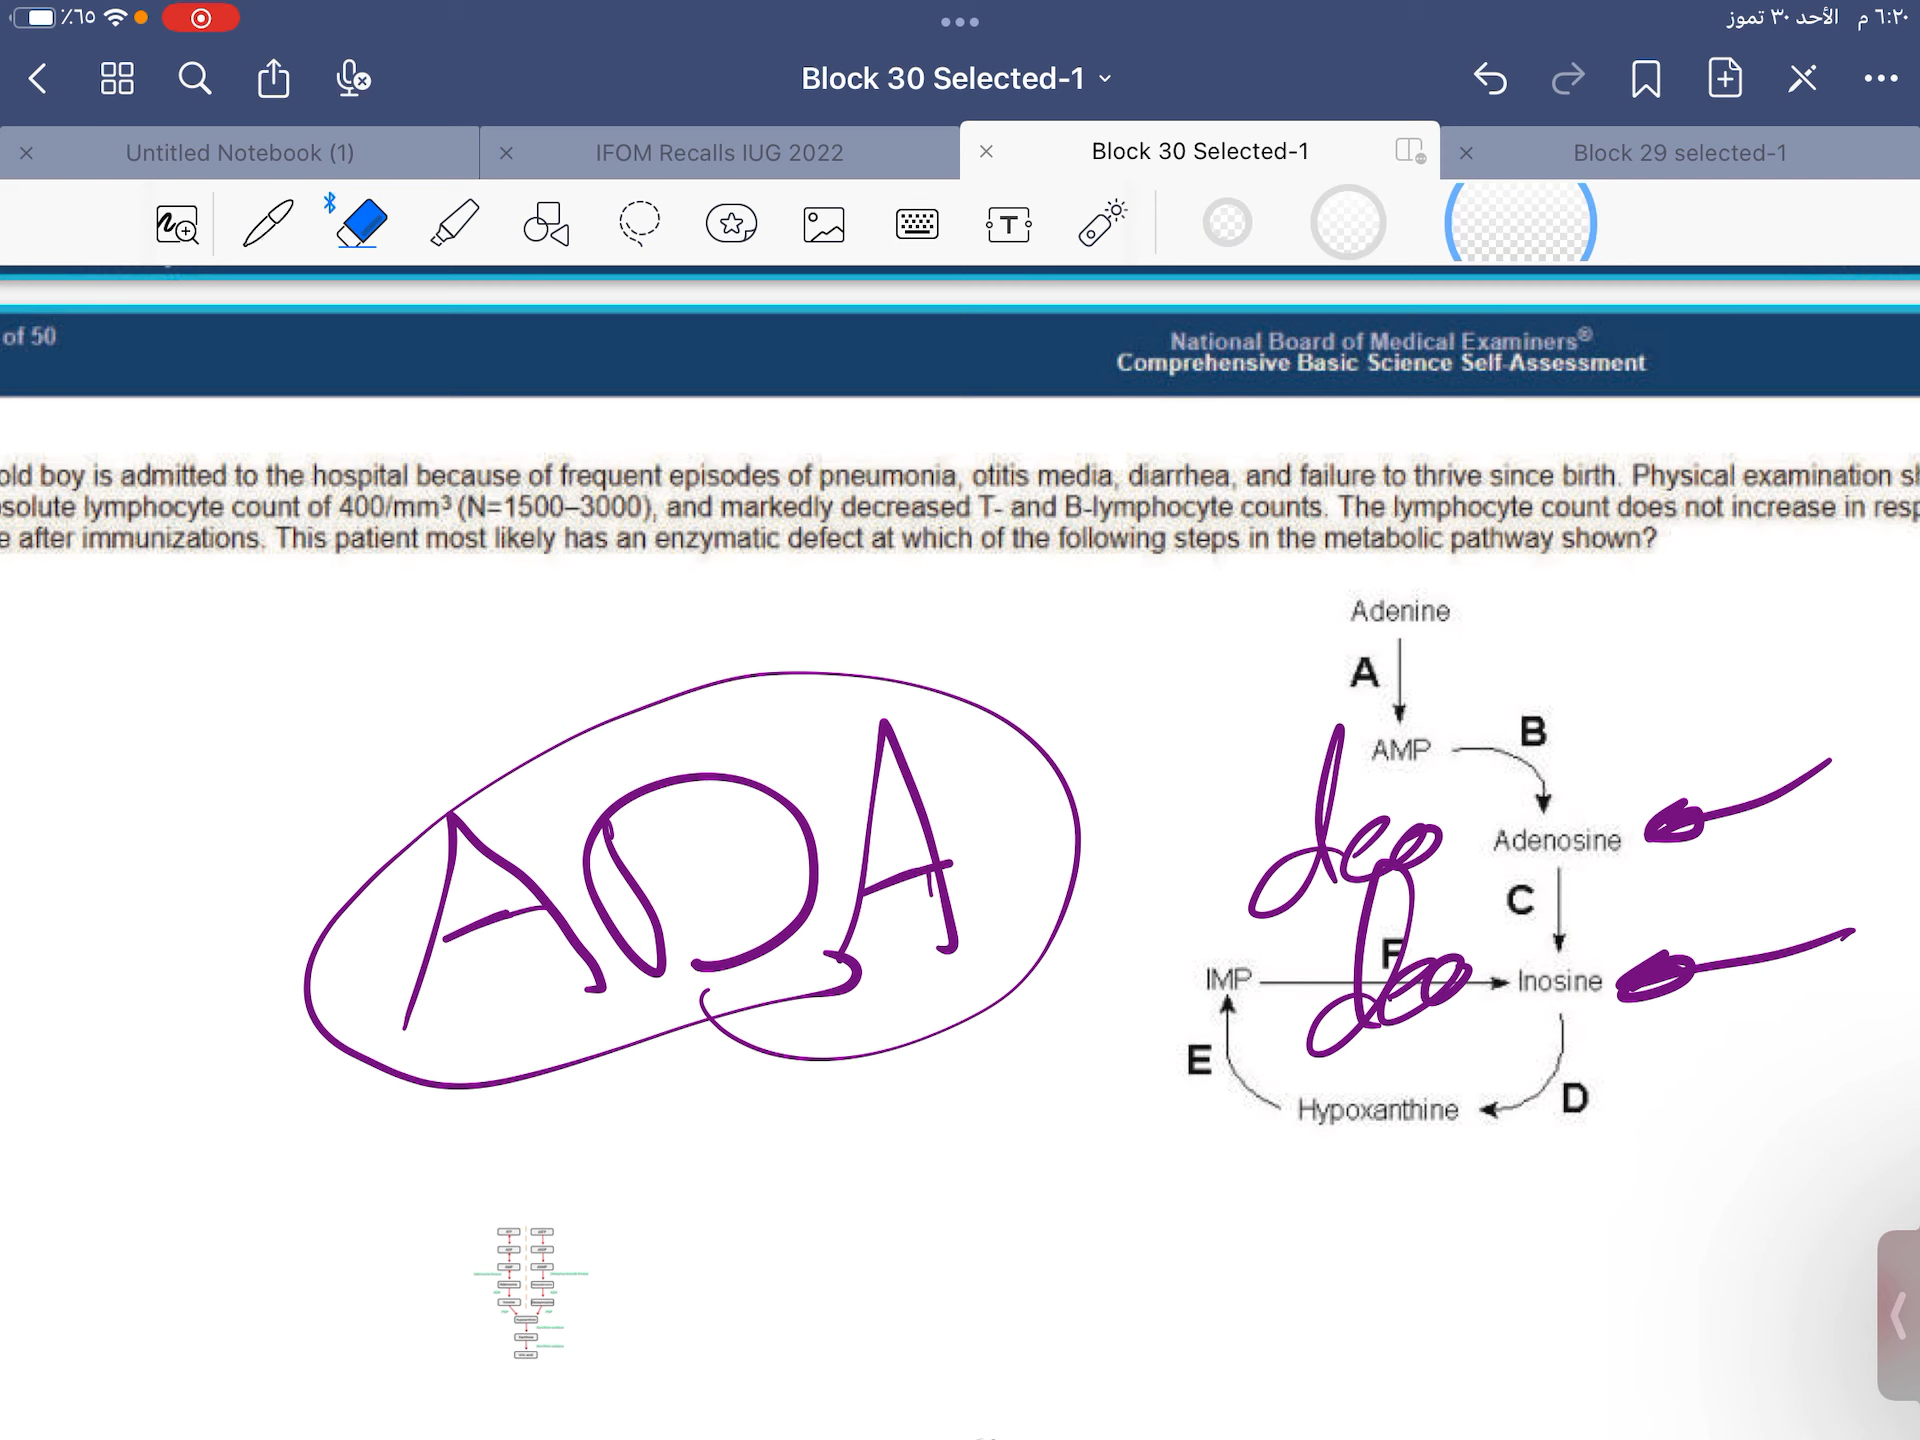 ٪٦٥
٦:٢٠ م الأحد ٣٠ تموز
Block 30 Selected-1
Untitled Notebook (1)
IFOM Recalls IUG 2022
Block 30 Selected-1
Block 29 selected-1
T
of 50
National Board of Medical Examiners®
Comprehensive Basic Science Self-Assessment
old boy is admitted to the hospital because of frequent episodes of pneumonia, otitis media, diarrhea, and failure to thrive since birth. Physical examination sh
solute lymphocyte count of 400/mm³ (N=1500–3000), and markedly decreased T- and B-lymphocyte counts. The lymphocyte count does not increase in resp
e after immunizations. This patient most likely has an enzymatic defect at which of the following steps in the metabolic pathway shown?
Adenine
A
AMP
B
Adenosine
C
ADA
deo
F
deo
IMP
Inosine
E
D
Hypoxanthine